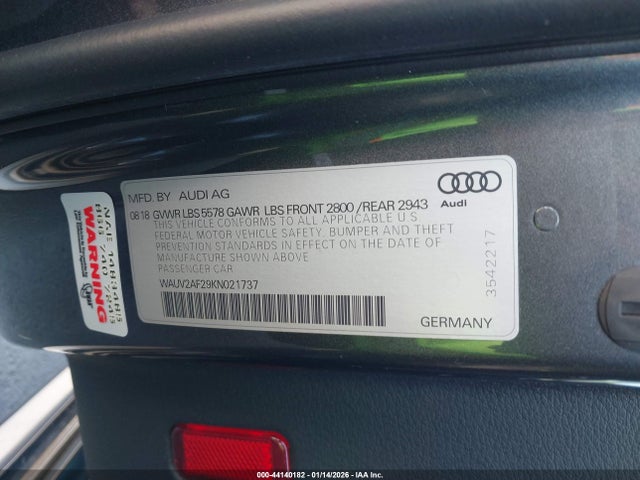 MFD. BY AUDI AG
08 18 GVWR LBS 5578 GAWR LBS FRONT 2800 / REAR 2943
THIS VEHICLE CONFORMS TO ALL APPLICABLE U.S
FEDERAL MOTOR VEHICLE SAFETY, BUMPER AND THEFT
PREVENTION STANDARDS IN EFFECT ON THE DATE OF
MANUFACTURE SHOWN ABOVE
PASSENGER CAR
WAUV2AF29KN021737
GERMANY
Audi
3542217
WARNING
000-44140182 - 01/14/2026 - IAA INC